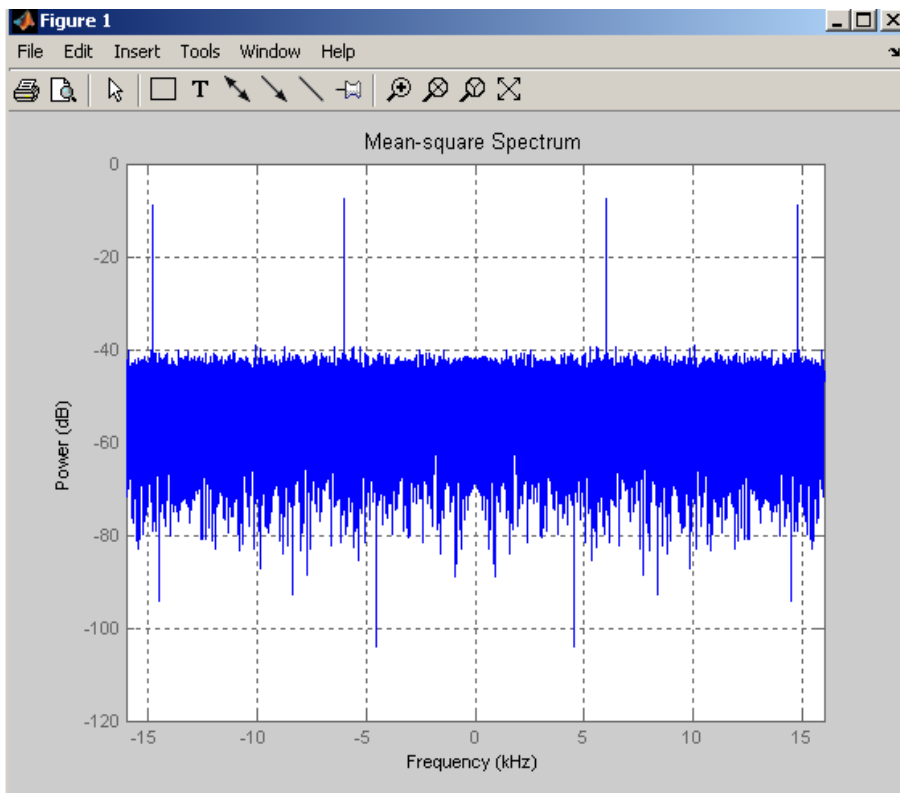 Figure 1
File Edit Insert Tools Window Help
T
Mean-square Spectrum
0
-20
-40
-60
-80
-100
-120
Power (dB)
-15 -10 -5 0 5 10 15
Frequency (kHz)